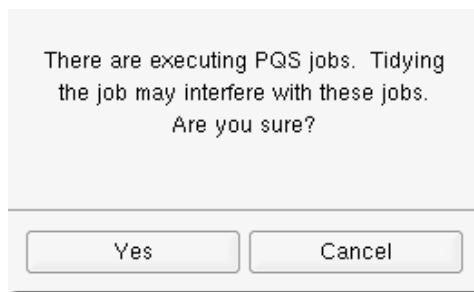 There are executing PQS jobs.  Tidying
the job may interfere with these jobs.
Are you sure?
Yes
Cancel